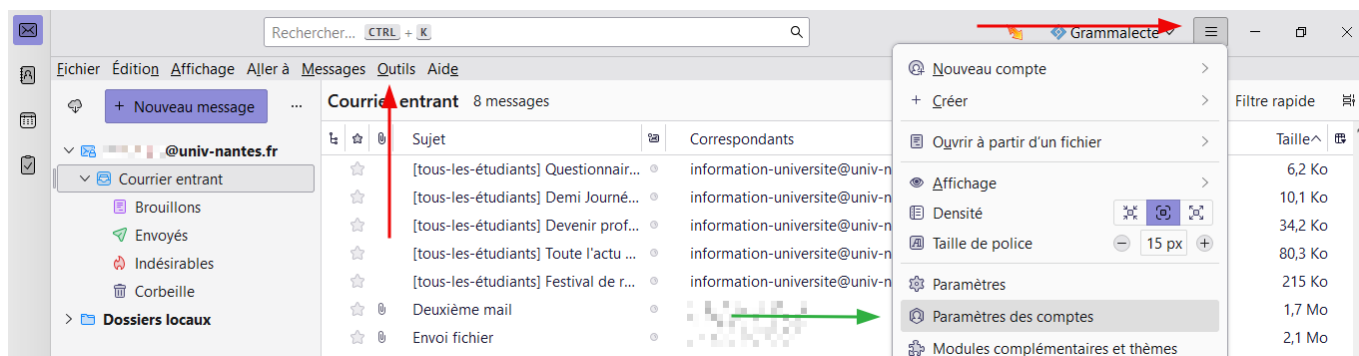 Rechercher... CTRL + K
Grammalecte
Fichier Édition Affichage Aller à Messages Outils Aide
+ Nouveau message ...
Courrier entrant 8 messages
Filtre rapide
Sujet Correspondants Taille
@univ-nantes.fr
Courrier entrant
Brouillons
Envoyés
Indésirables
Corbeille
Dossiers locaux
[tous-les-étudiants] Questionnair... information-universite@univ-n 6,2 Ko
[tous-les-étudiants] Demi Journé... information-universite@univ-n 10,1 Ko
[tous-les-étudiants] Devenir prof... information-universite@univ-n 34,2 Ko
[tous-les-étudiants] Toute l'actu ... information-universite@univ-n 80,3 Ko
[tous-les-étudiants] Festival de r... information-universite@univ-n 215 Ko
Deuxième mail 1,7 Mo
Envoi fichier 2,1 Mo
Nouveau compte
+ Créer
Ouvrir à partir d'un fichier
Affichage
Densité
Taille de police 15 px
Paramètres
Paramètres des comptes
Modules complémentaires et thèmes